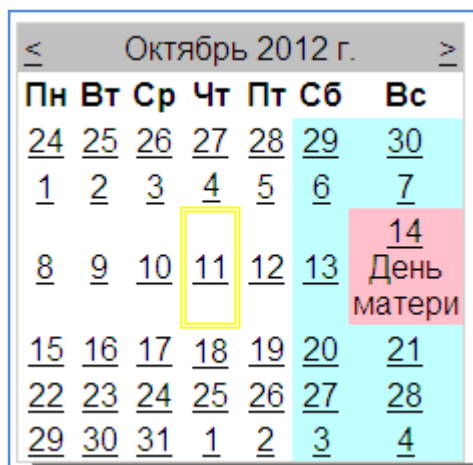 < Октябрь 2012 г. >
Пн Вт Ср Чт Пт Сб Вс
24 25 26 27 28 29 30
1 2 3 4 5 6 7
8 9 10 11 12 13 14
День
матери
15 16 17 18 19 20 21
22 23 24 25 26 27 28
29 30 31 1 2 3 4